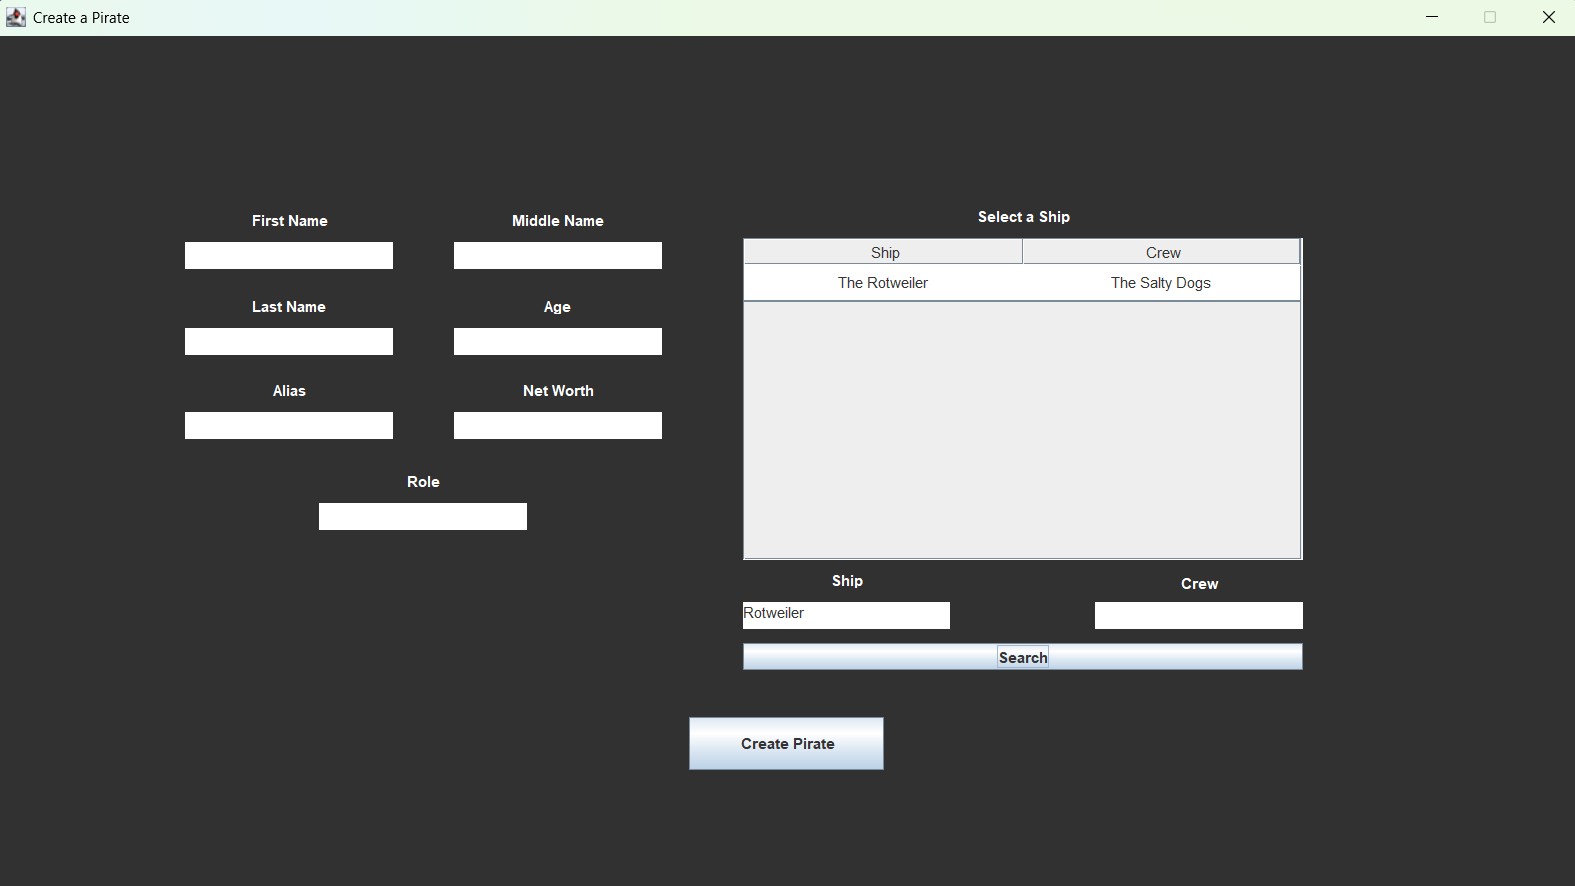 Create a Pirate
First Name
Middle Name
Last Name
Age
Alias
Net Worth
Role
Select a Ship
Ship Crew
The Rotweiler The Salty Dogs
Ship
Crew
Rotweiler
Search
Create Pirate